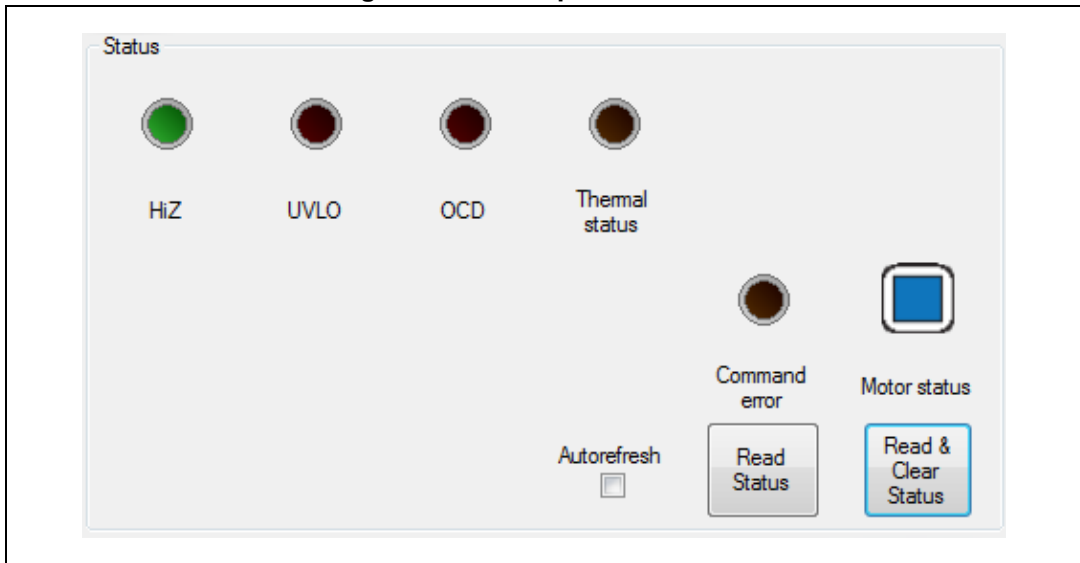 Status
HiZ
UVLO
OCD
Thermal
status
Command
error
Motor status
Autorefresh
Read
Status
Read &
Clear
Status